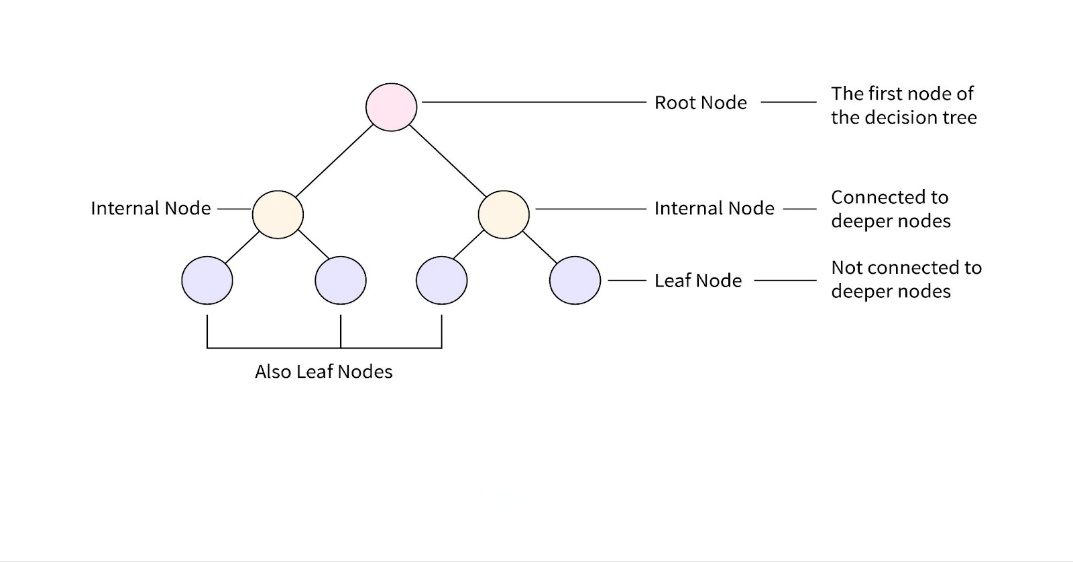 Root Node
The first node of
the decision tree
Internal Node
Internal Node
Connected to
deeper nodes
Leaf Node
Not connected to
deeper nodes
Also Leaf Nodes